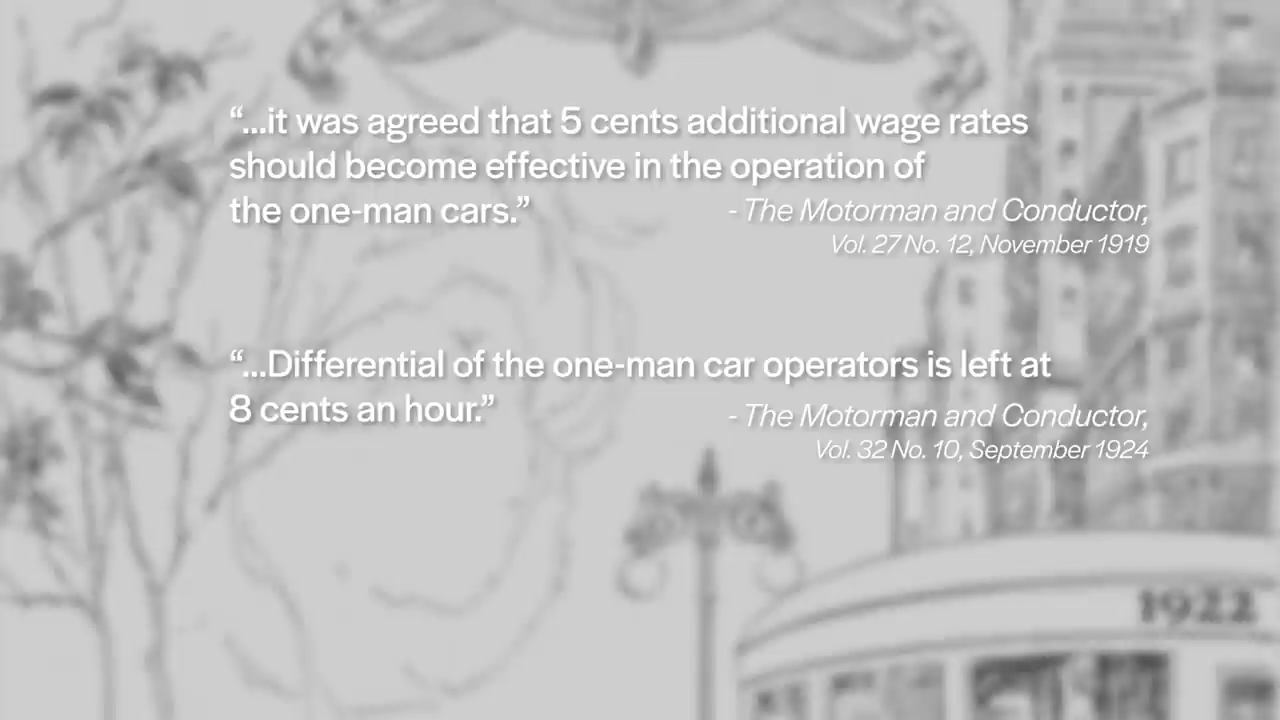 “...it was agreed that 5 cents additional wage rates
should become effective in the operation of
the one-man cars.”
- The Motorman and Conductor,
Vol. 27 No. 12, November 1919
“...Differential of the one-man car operators is left at
8 cents an hour.”
- The Motorman and Conductor,
Vol. 32 No. 10, September 1924
1922